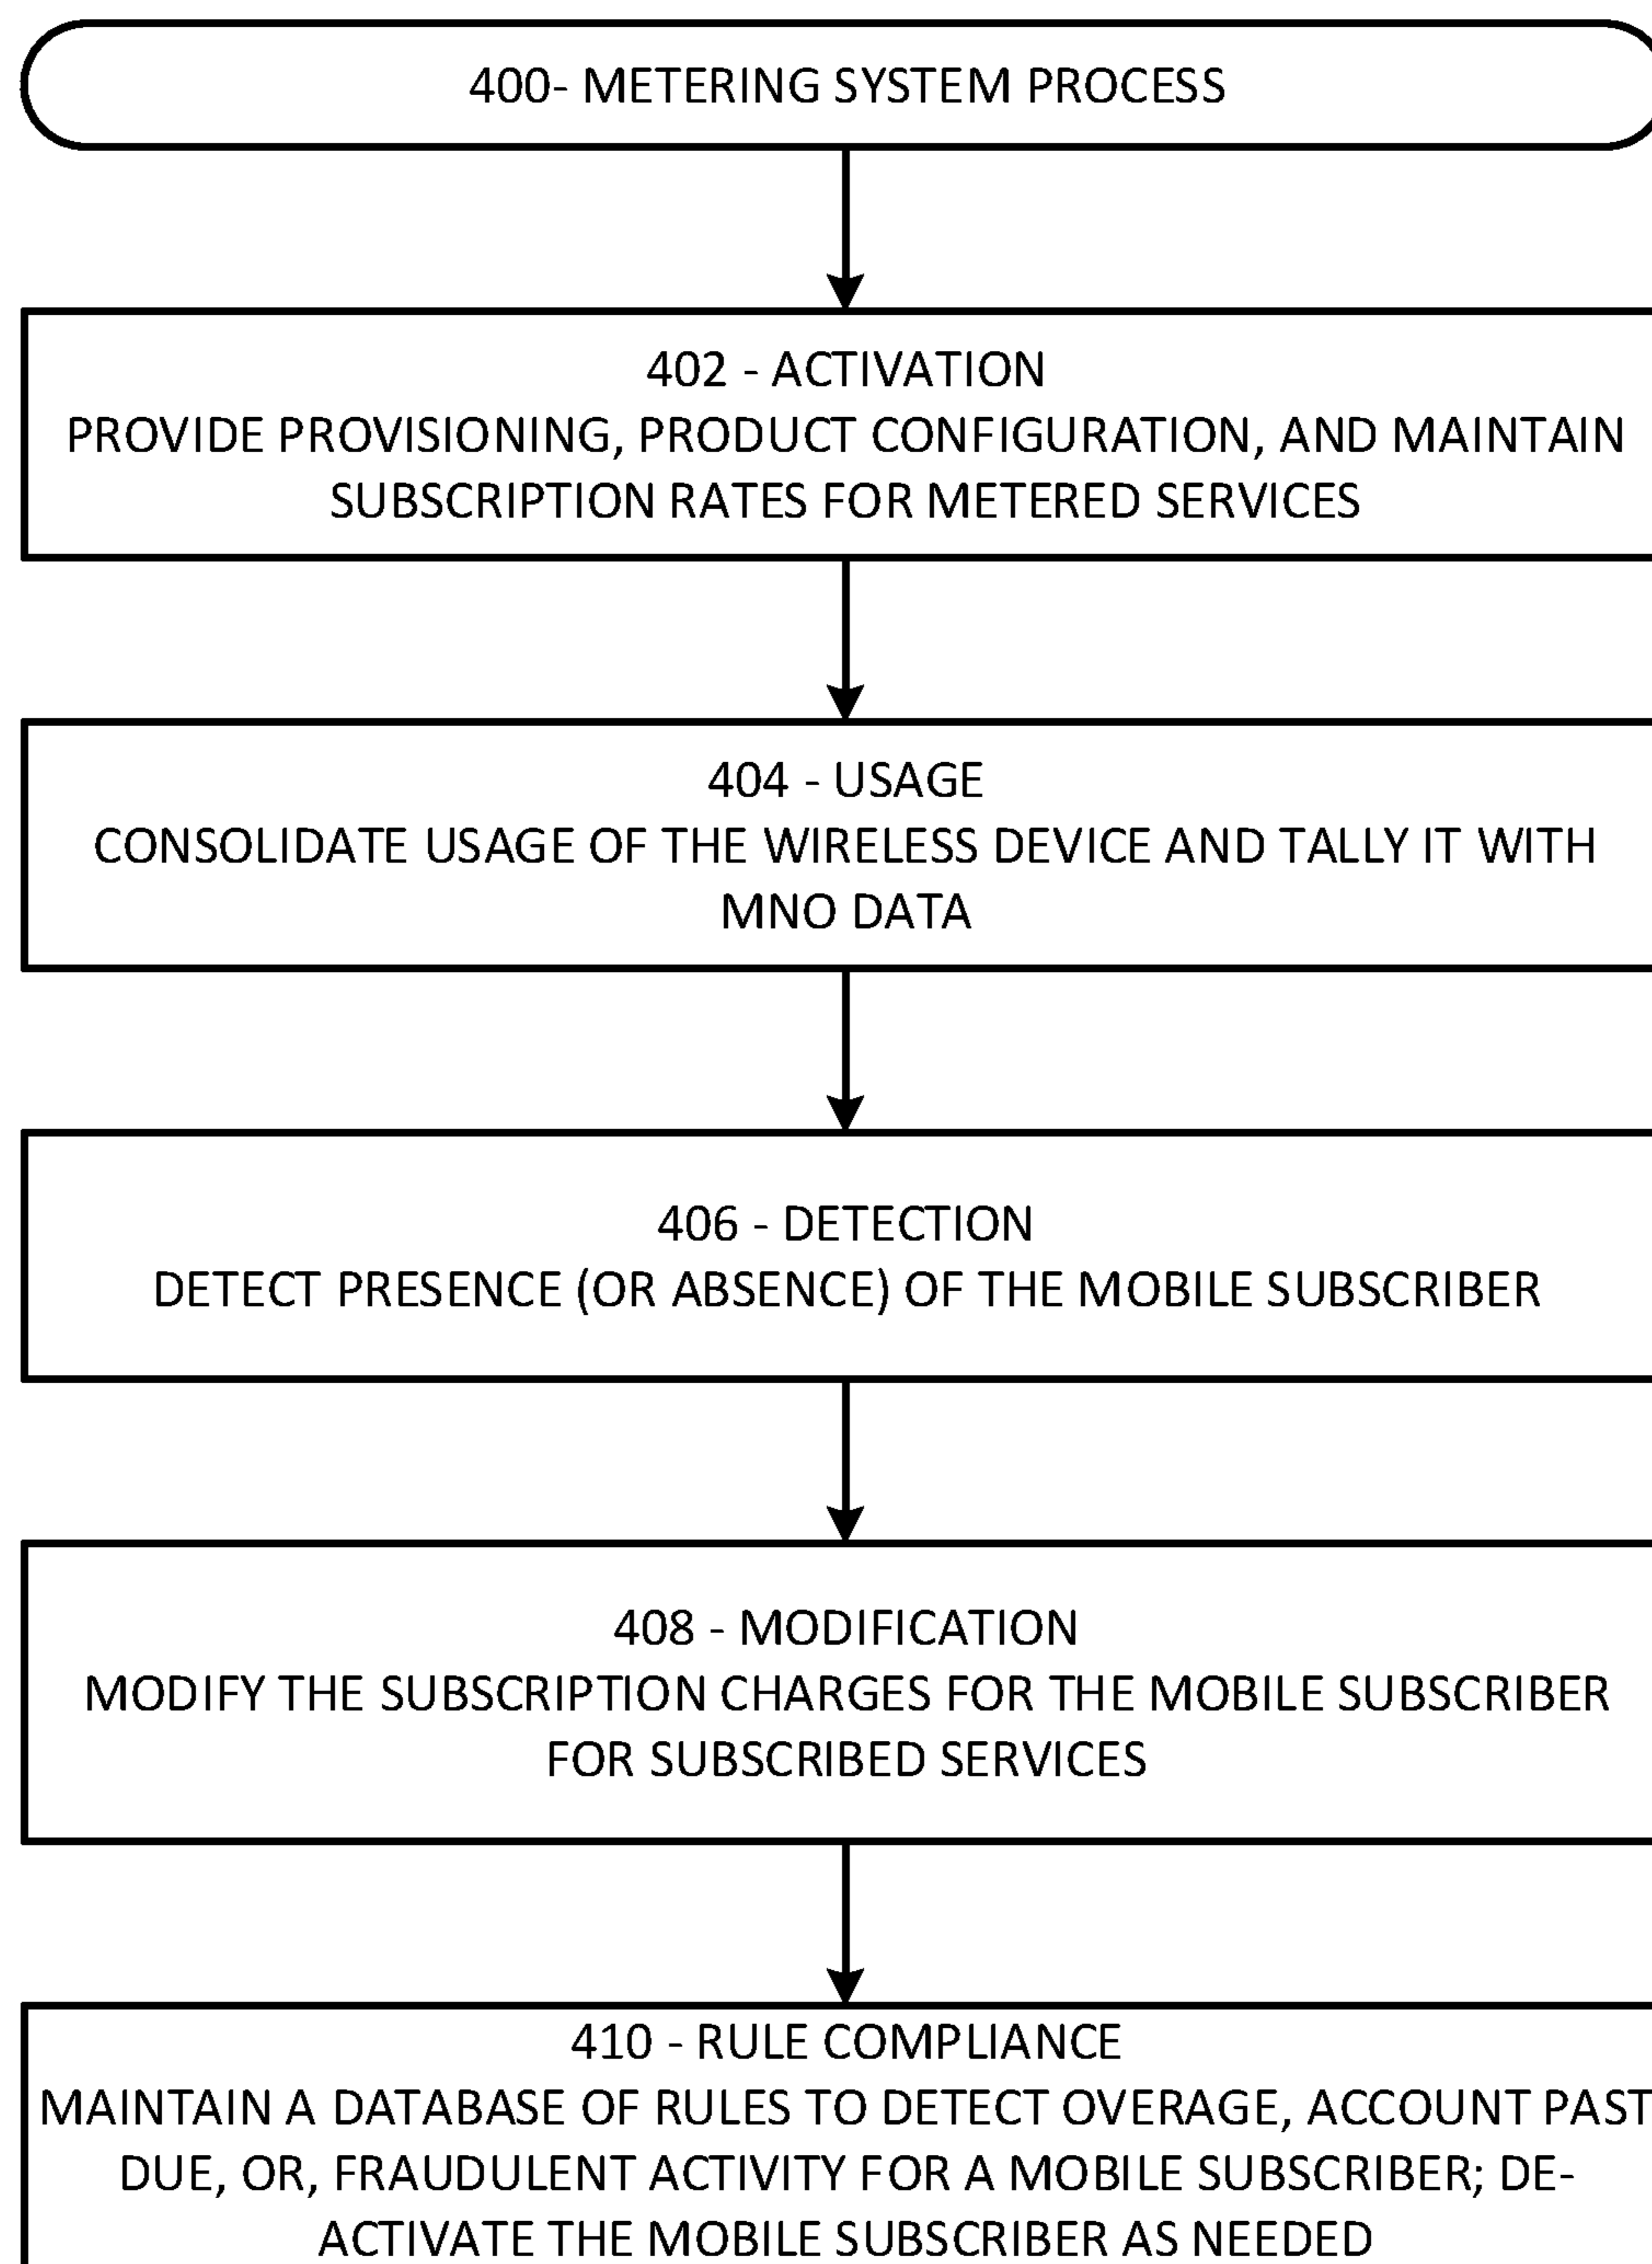 400- METERING SYSTEM PROCESS
402 - ACTIVATION
PROVIDE PROVISIONING, PRODUCT CONFIGURATION, AND MAINTAIN
SUBSCRIPTION RATES FOR METERED SERVICES
404 - USAGE
CONSOLIDATE USAGE OF THE WIRELESS DEVICE AND TALLY IT WITH
MNO DATA
406 - DETECTION
DETECT PRESENCE (OR ABSENCE) OF THE MOBILE SUBSCRIBER
408 - MODIFICATION
MODIFY THE SUBSCRIPTION CHARGES FOR THE MOBILE SUBSCRIBER
FOR SUBSCRIBED SERVICES
410 - RULE COMPLIANCE
MAINTAIN A DATABASE OF RULES TO DETECT OVERAGE, ACCOUNT PAST
DUE, OR, FRAUDULENT ACTIVITY FOR A MOBILE SUBSCRIBER; DE-
ACTIVATE THE MOBILE SUBSCRIBER AS NEEDED